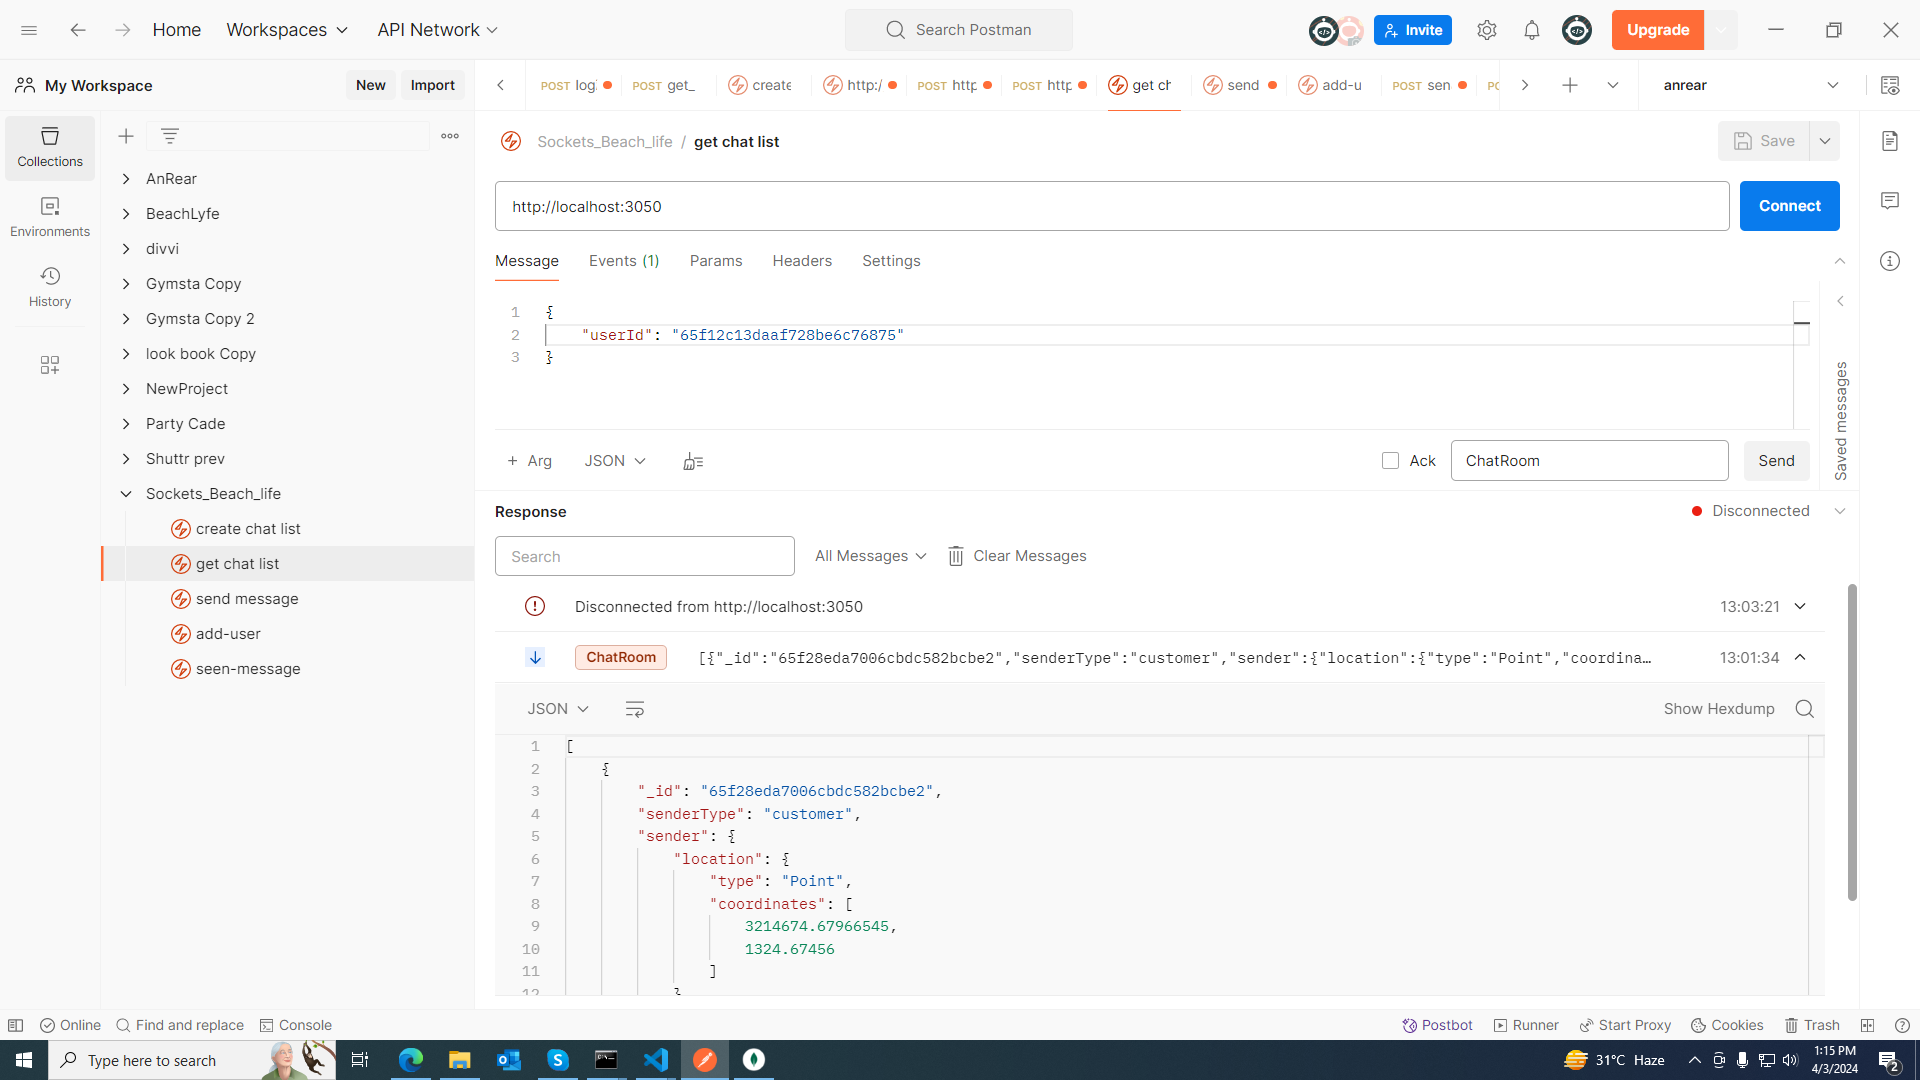 Home
Workspaces
API Network
Search Postman
Invite
Upgrade
My Workspace
New
Import
POST log
POST get_
create
http:/
POST http
POST http
get ch
send
add-u
POST sen
anrear
Collections
Environments
History
AnRear
BeachLyfe
divvi
Gymsta Copy
Gymsta Copy 2
look book Copy
NewProject
Party Cade
Shuttr prev
Sockets_Beach_life
create chat list
get chat list
send message
add-user
seen-message
Sockets_Beach_life / get chat list
Save
http://localhost:3050
Connect
Message
Events (1)
Params
Headers
Settings
1 {
2 "userId": "65f12c13daaf728be6c76875"
3 }
Saved messages
+ Arg
JSON
Ack
ChatRoom
Send
Response
Disconnected
Search
All Messages
Clear Messages
Disconnected from http://localhost:3050
13:03:21
ChatRoom
[{"_id":"65f28eda7006cbdc582bcbe2","senderType":"customer","sender":{"location":{"type":"Point","coordina…
13:01:34
JSON
Show Hexdump
1 [
2 {
3 "_id": "65f28eda7006cbdc582bcbe2",
4 "senderType": "customer",
5 "sender": {
6 "location": {
7 "type": "Point",
8 "coordinates": [
9 3214674.67966545,
10 1324.67456
11 ]
12 }
Online
Find and replace
Console
Postbot
Runner
Start Proxy
Cookies
Trash
Type here to search
31°C Haze
1:15 PM
4/3/2024
2